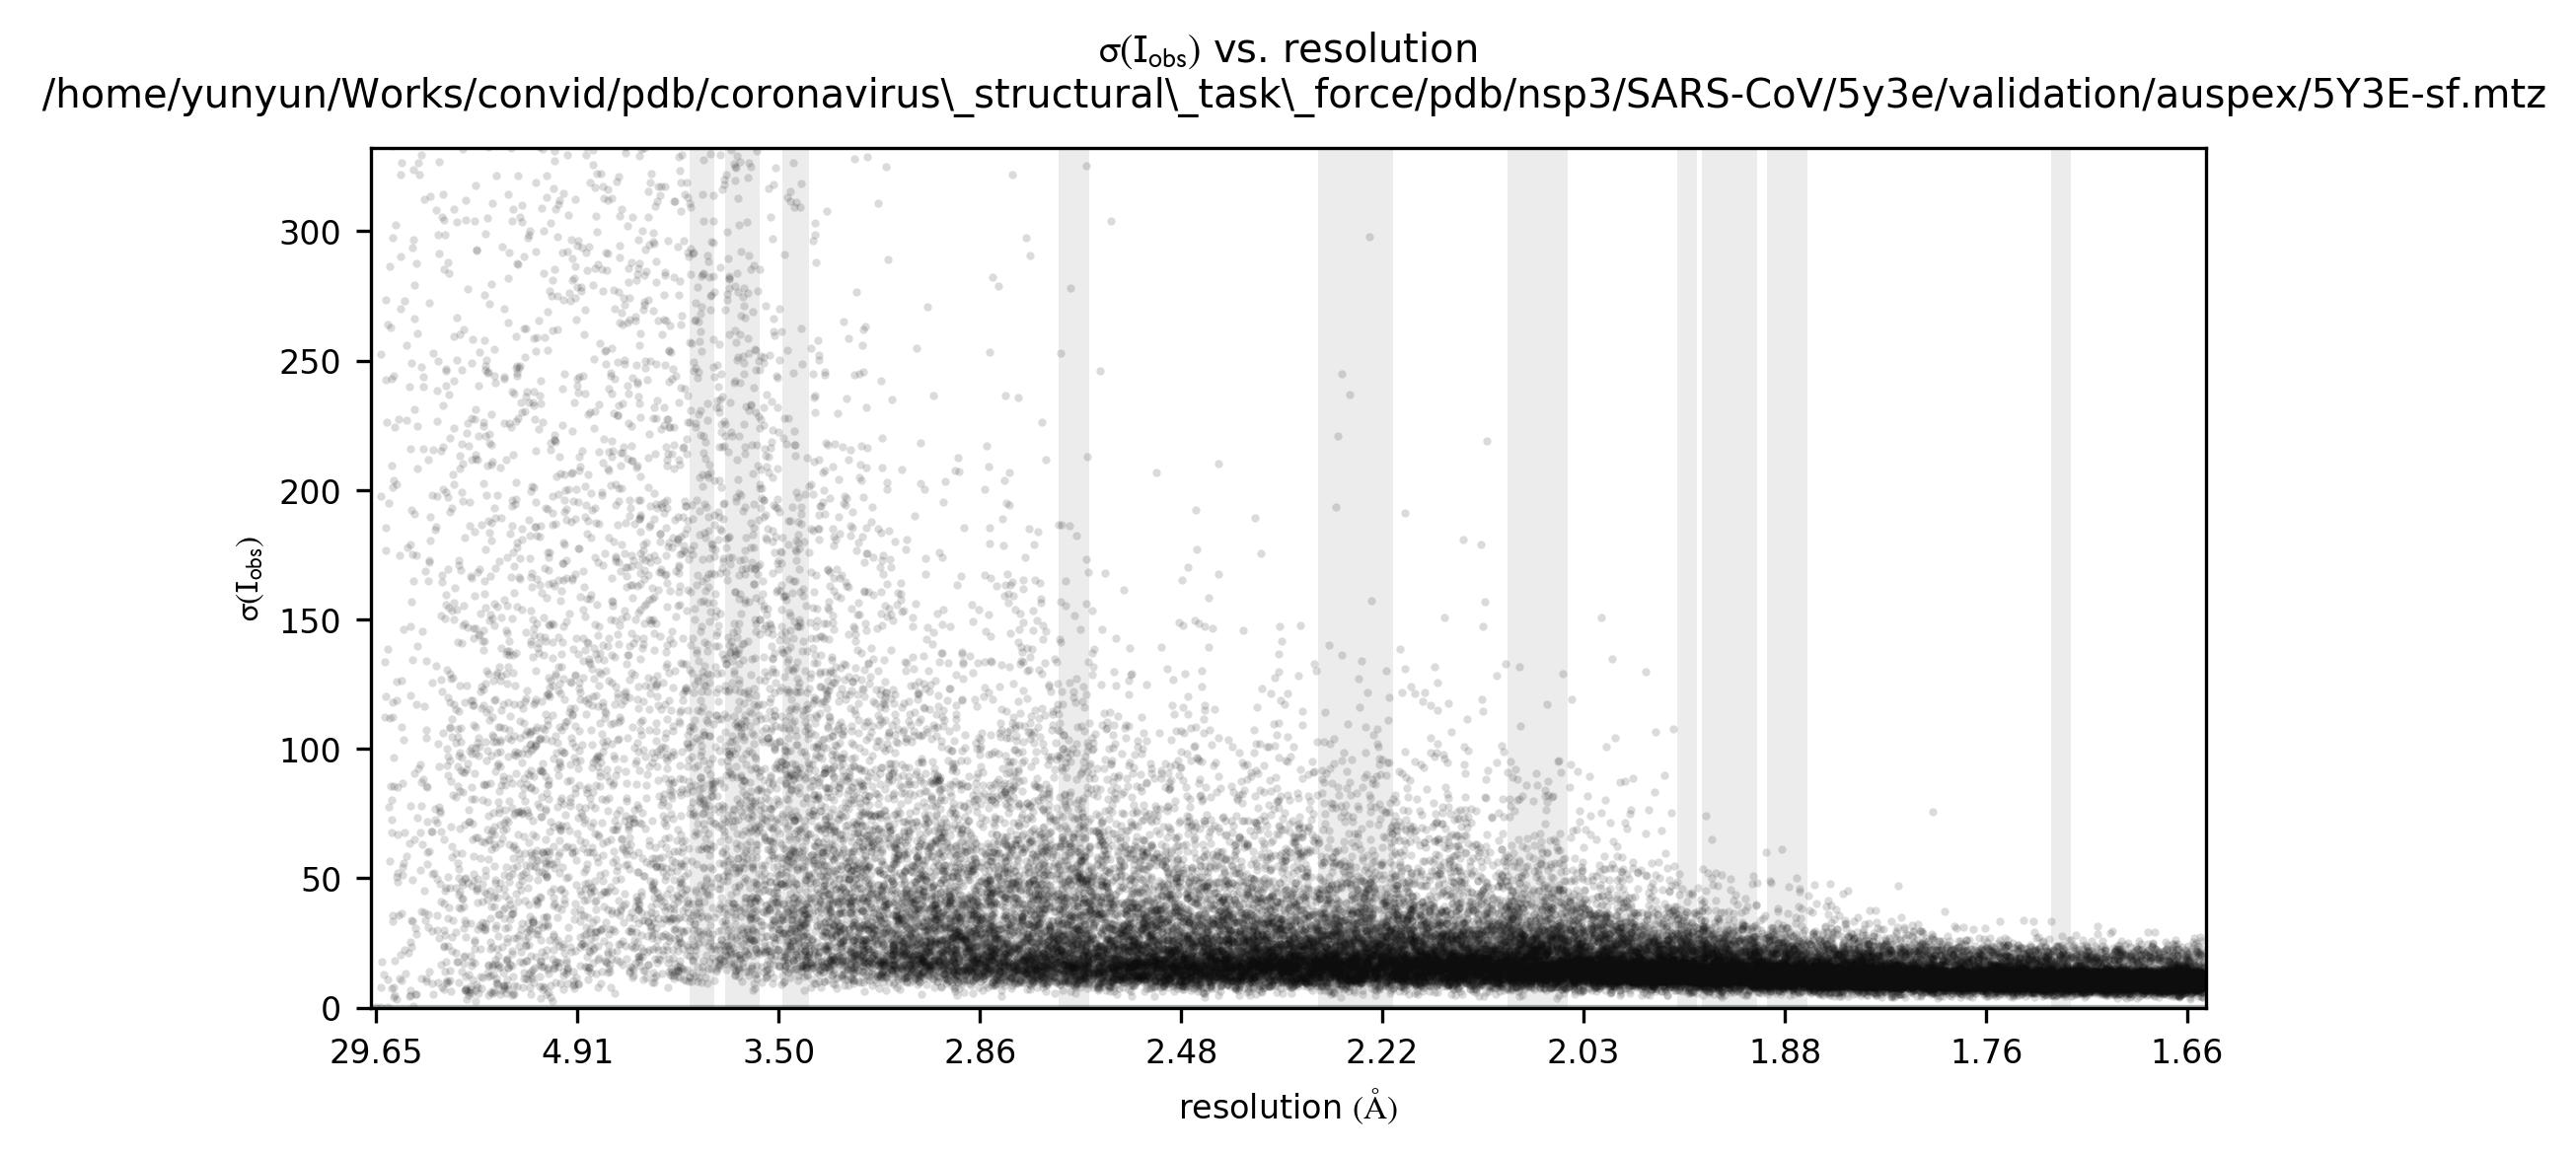 σ(I_obs) vs. resolution
/home/yunyun/Works/convid/pdb/coronavirus\_structural\_task\_force/pdb/nsp3/SARS-CoV/5y3e/validation/auspex/5Y3E-sf.mtz
300
250
200
150
100
50
0
σ(I_obs)
29.65 4.91 3.50 2.86 2.48 2.22 2.03 1.88 1.76 1.66
resolution (Å)